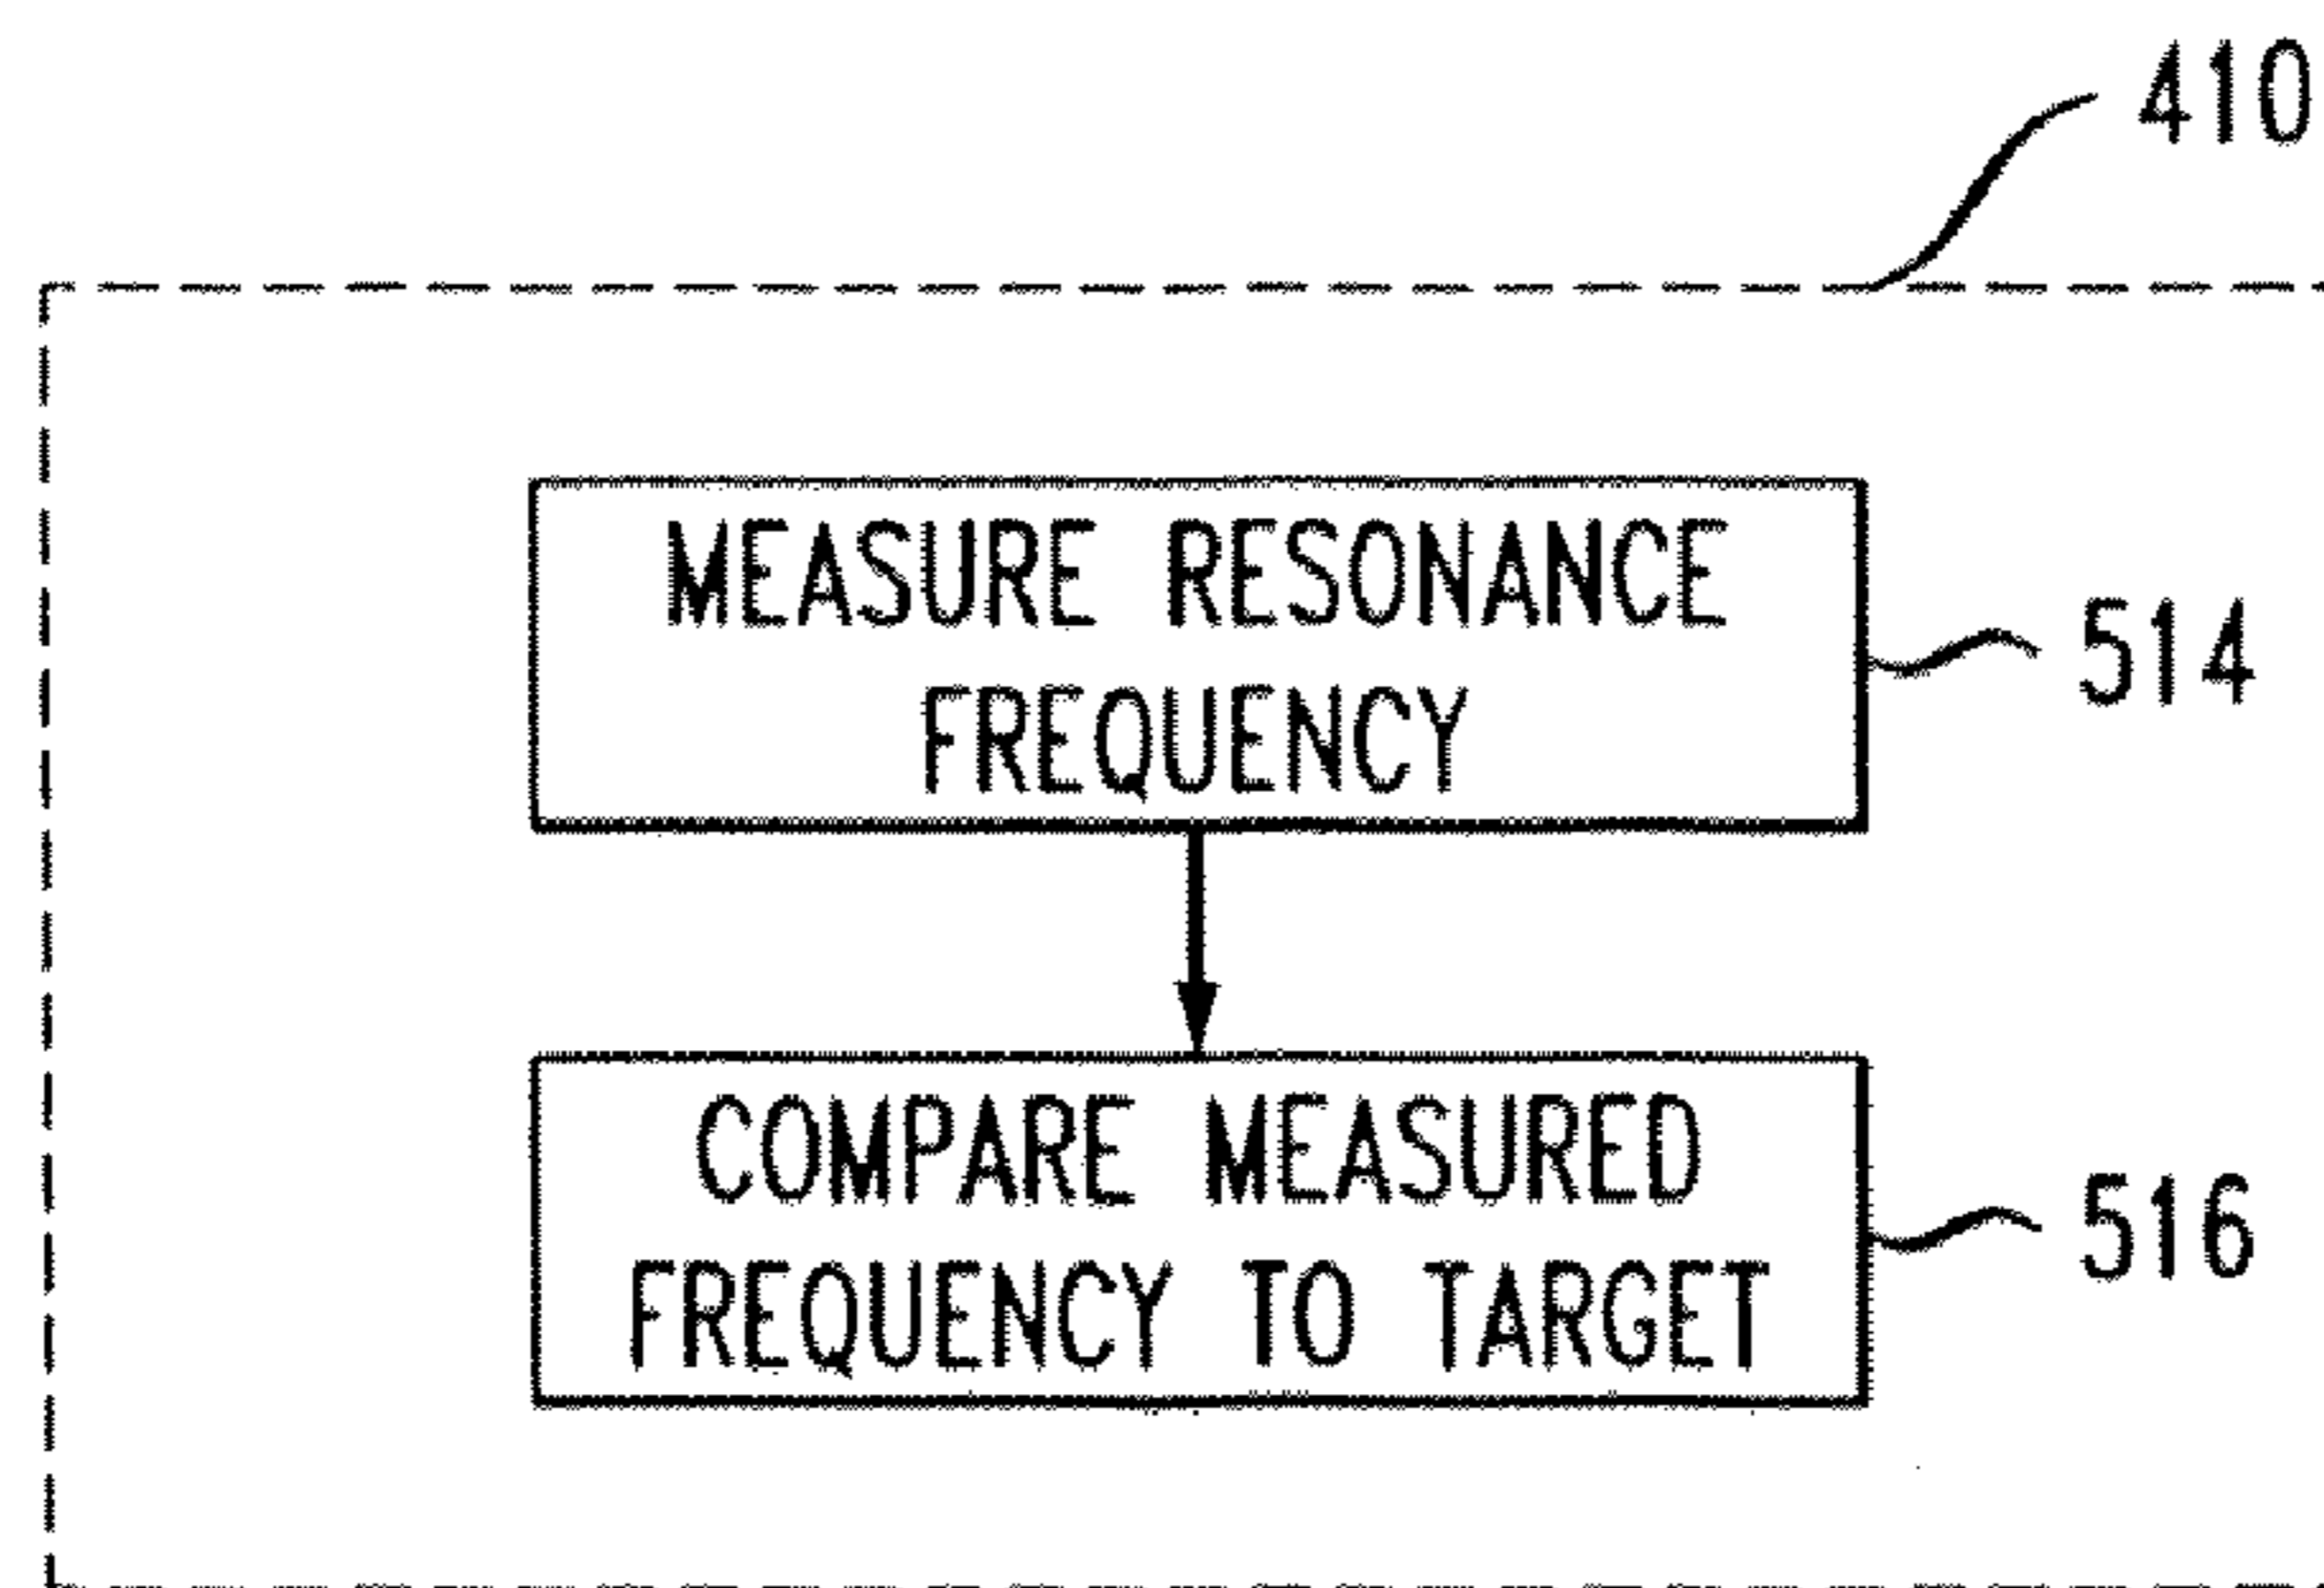 410
MEASURE RESONANCE
FREQUENCY
514
COMPARE MEASURED
FREQUENCY TO TARGET
516